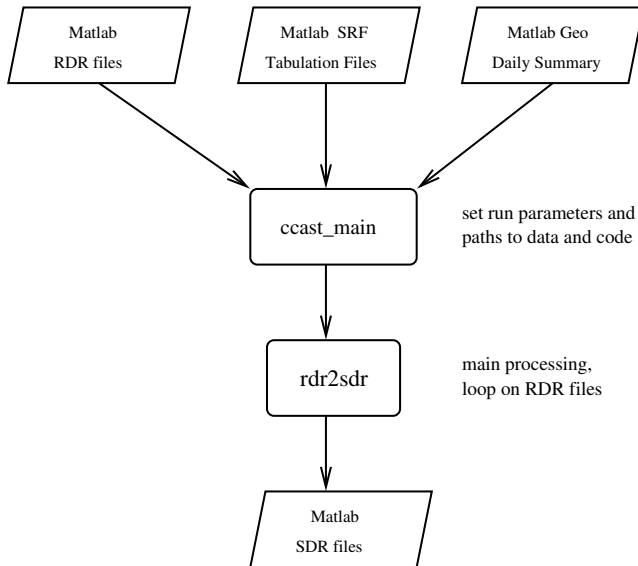 Matlab
RDR files
Matlab SRF
Tabulation Files
Matlab Geo
Daily Summary
ccast_main
set run parameters and
paths to data and code
rdr2sdr
main processing,
loop on RDR files
Matlab
SDR files